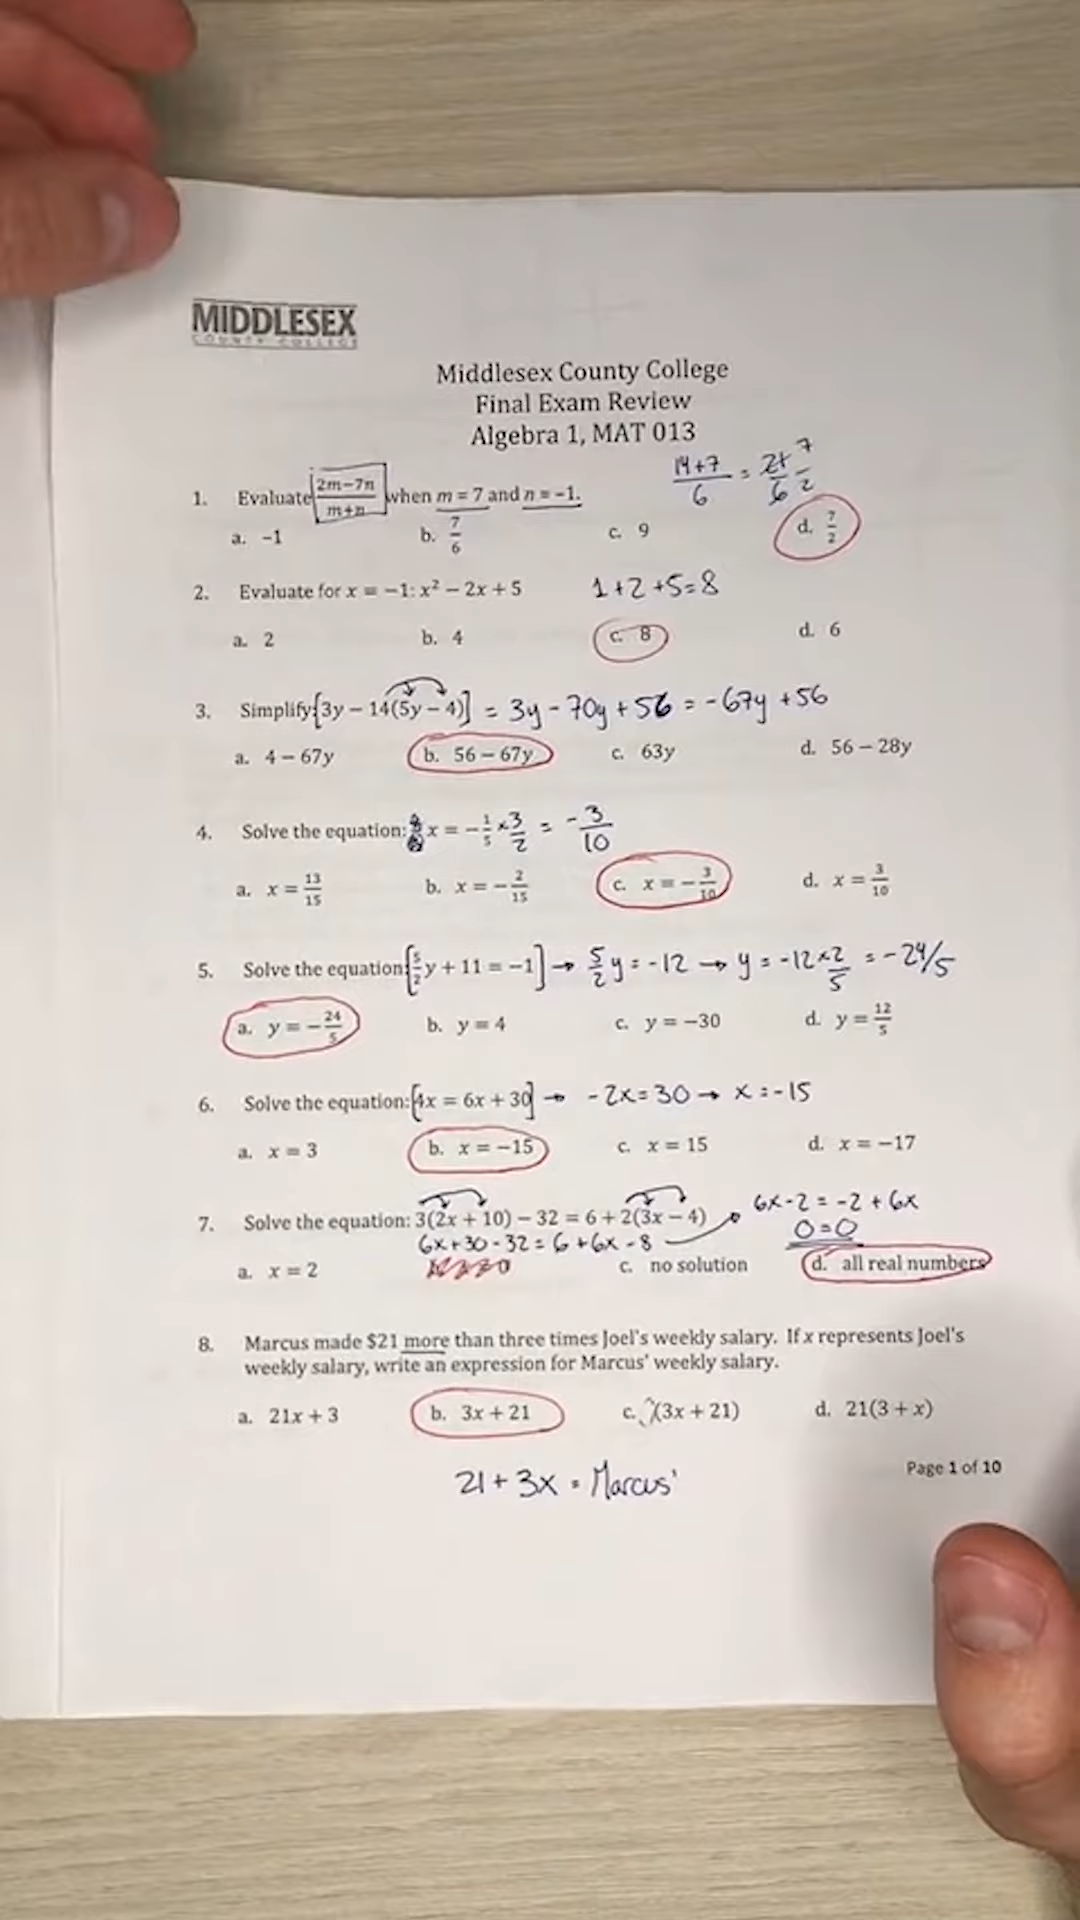 MIDDLESEX
COUNTY COLLEGE
Middlesex County College
Final Exam Review
Algebra 1, MAT 013
14+7/6 = 21/6 7/2
1. Evaluate (2m−7n)/(m+n) when m = 7 and n = −1.
a. −1 b. 7/6 c. 9 d. 7/2
2. Evaluate for x = −1: x² − 2x + 5 1+2+5=8
a. 2 b. 4 c. 8 d. 6
3. Simplify: [3y − 14(5y − 4)] = 3y − 70y + 56 = −67y + 56
a. 4 − 67y b. 56 − 67y c. 63y d. 56 − 28y
4. Solve the equation: x = −1/5 × 3/2 = −3/10
a. x = 13/15 b. x = −2/15 c. x = −3/10 d. x = 3/10
5. Solve the equation: [5/2 y + 11 = −1] → 5/2 y = −12 → y = −12 × 2/5 = −24/5
a. y = −24/5 b. y = 4 c. y = −30 d. y = 12/5
6. Solve the equation: [4x = 6x + 30] → −2x = 30 → x = −15
a. x = 3 b. x = −15 c. x = 15 d. x = −17
7. Solve the equation: 3(2x + 10) − 32 = 6 + 2(3x − 4) → 6x − 2 = −2 + 6x
6x + 30 − 32 = 6 + 6x − 8 0 = 0
a. x = 2 c. no solution d. all real numbers
8. Marcus made $21 more than three times Joel's weekly salary. If x represents Joel's
weekly salary, write an expression for Marcus' weekly salary.
a. 21x + 3 b. 3x + 21 c. (3x + 21) d. 21(3 + x)
Page 1 of 10
21 + 3x = Marcus'